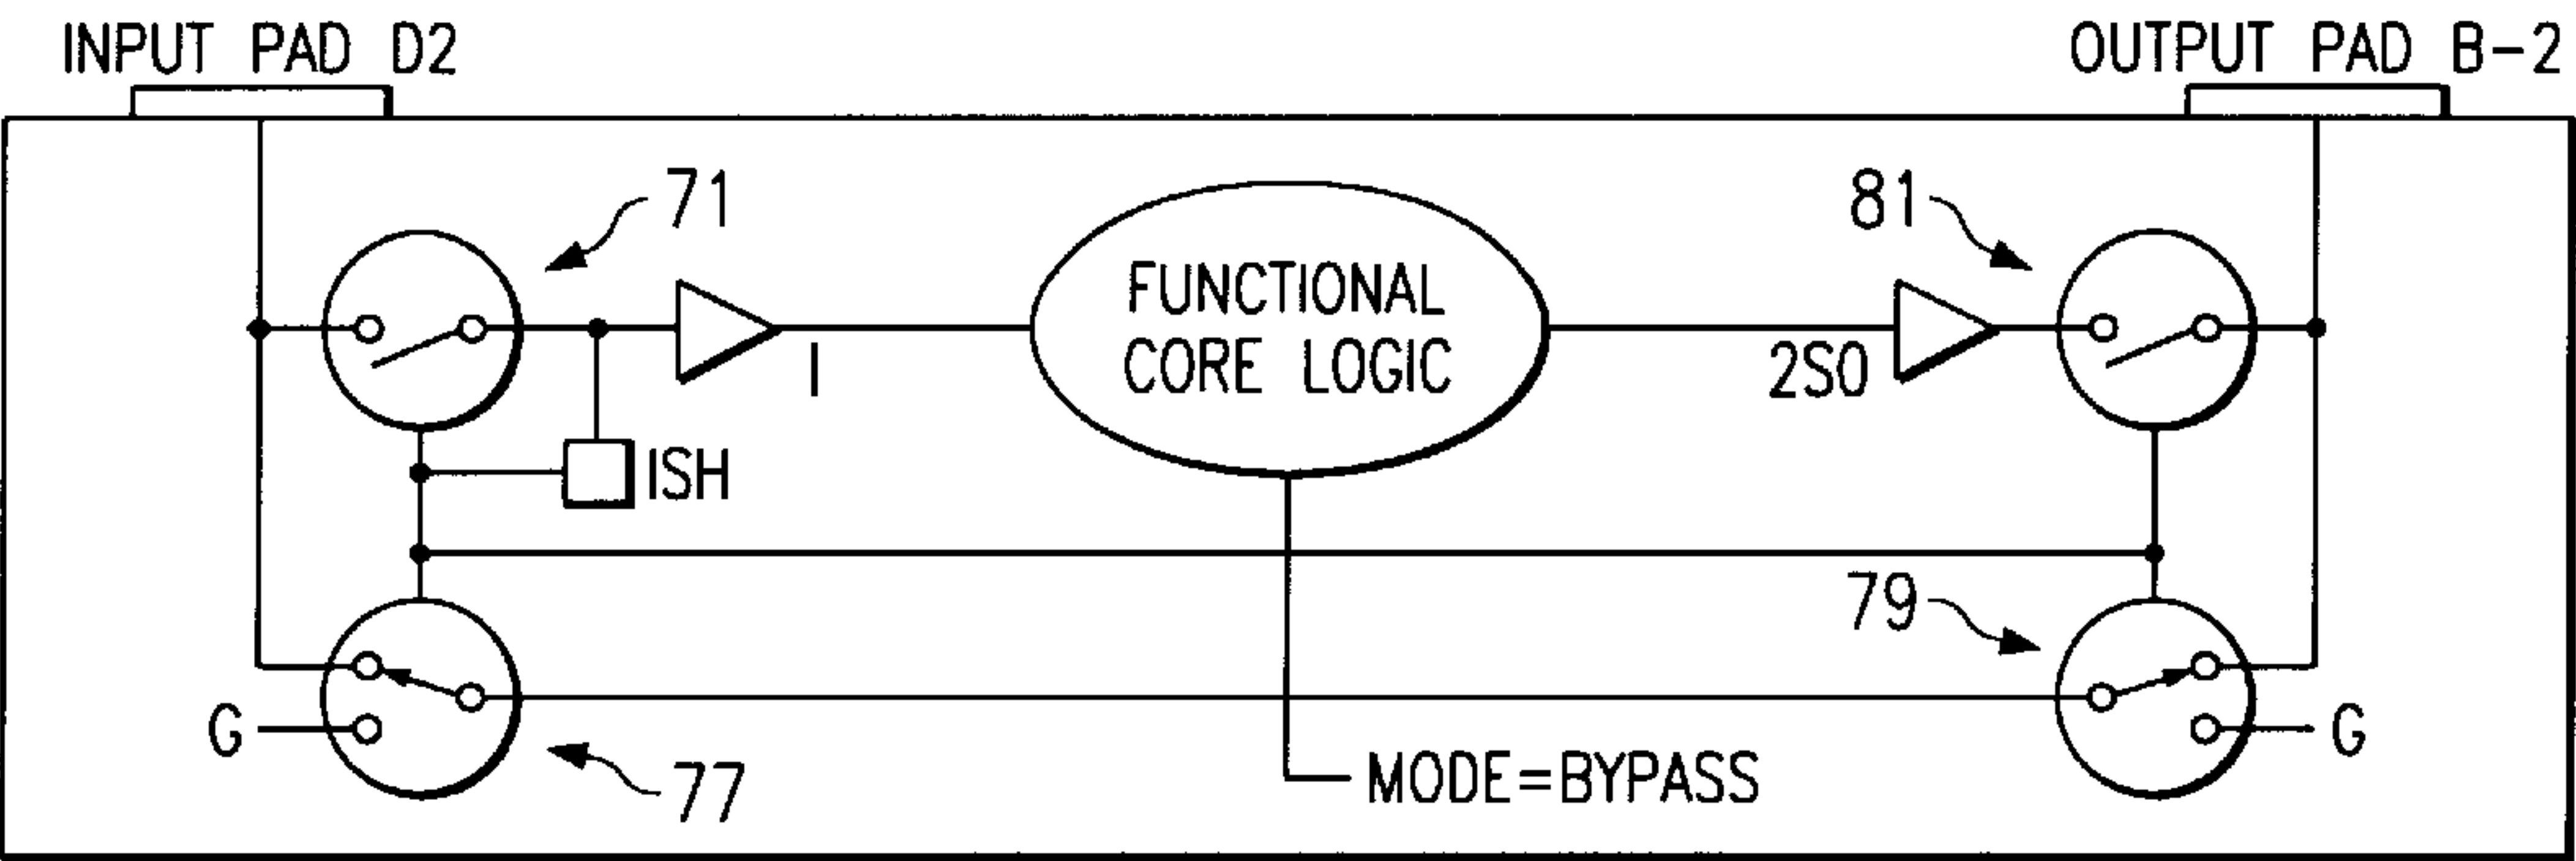 INPUT PAD D2
OUTPUT PAD B-2
71
81
FUNCTIONAL
CORE LOGIC
I
2SO
ISH
79
G
G
77
MODE=BYPASS